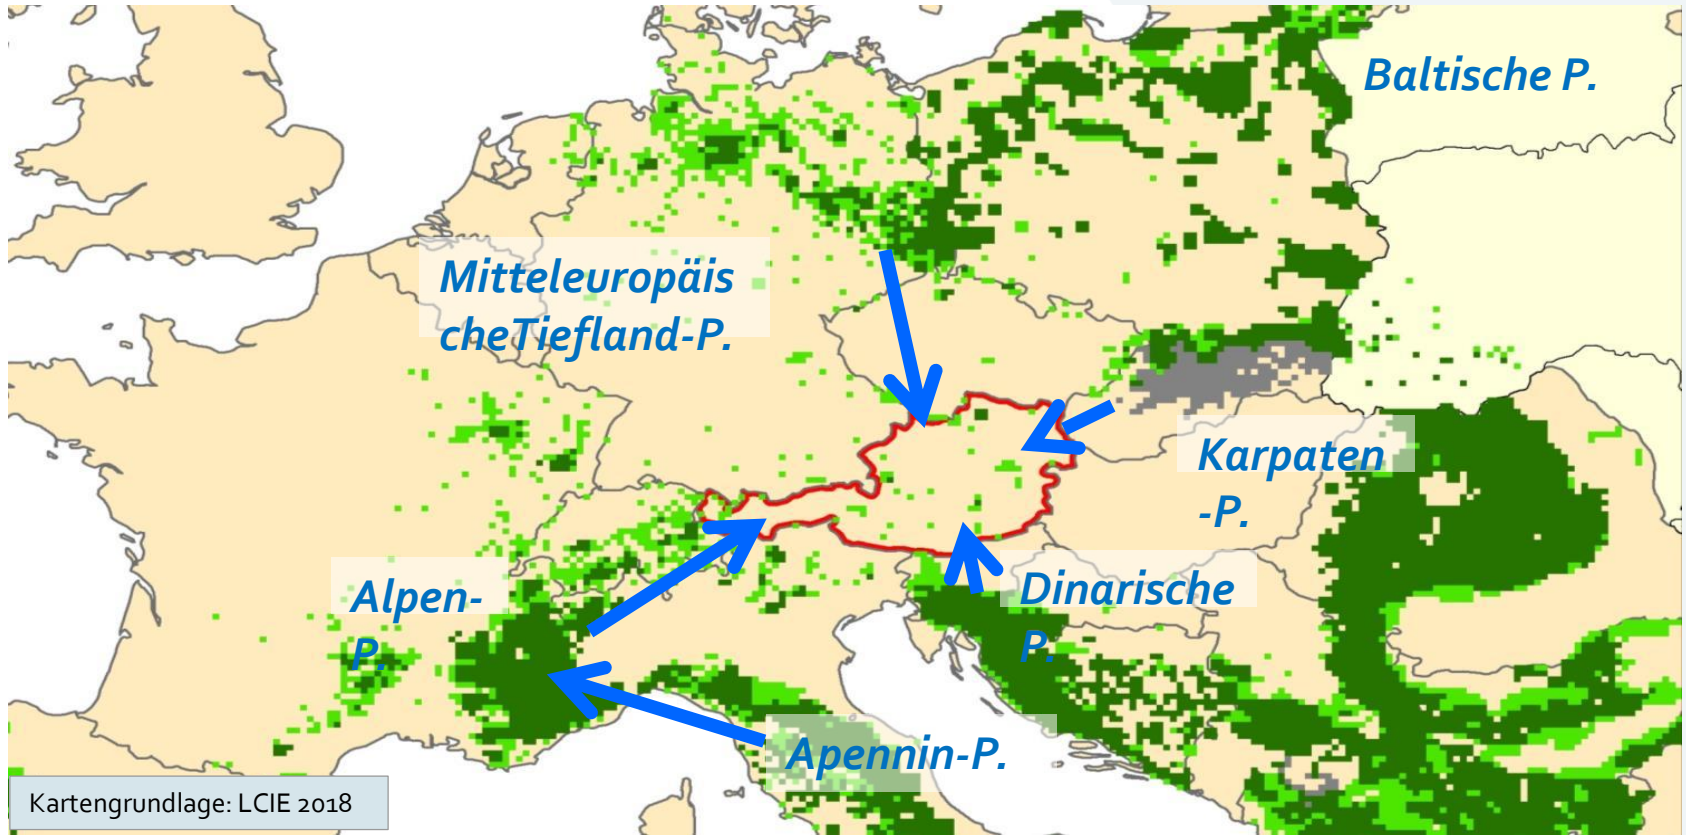 Baltische P.
Mitteleuropäis
cheTiefland-P.
Karpaten
-P.
Alpen-
P.
Dinarische
P.
Apennin-P.
Kartengrundlage: LCIE 2018